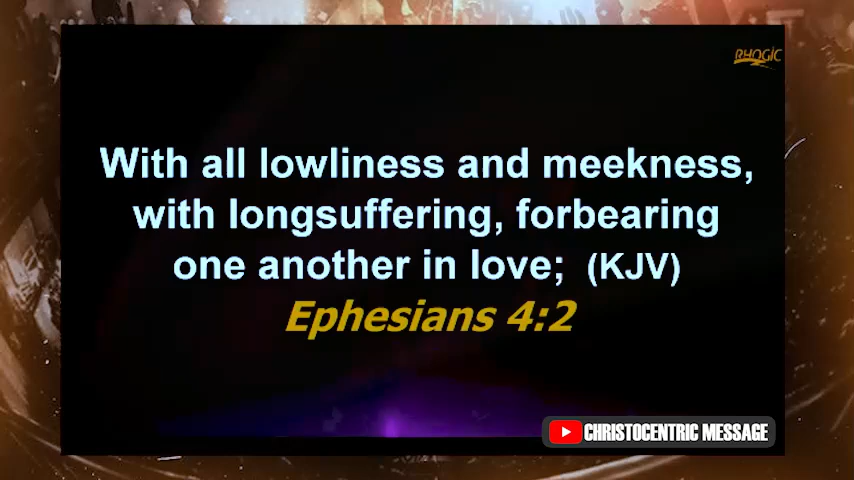 RHOGIC
With all lowliness and meekness,
with longsuffering, forbearing
one another in love; (KJV)
Ephesians 4:2
CHRISTOCENTRIC MESSAGE